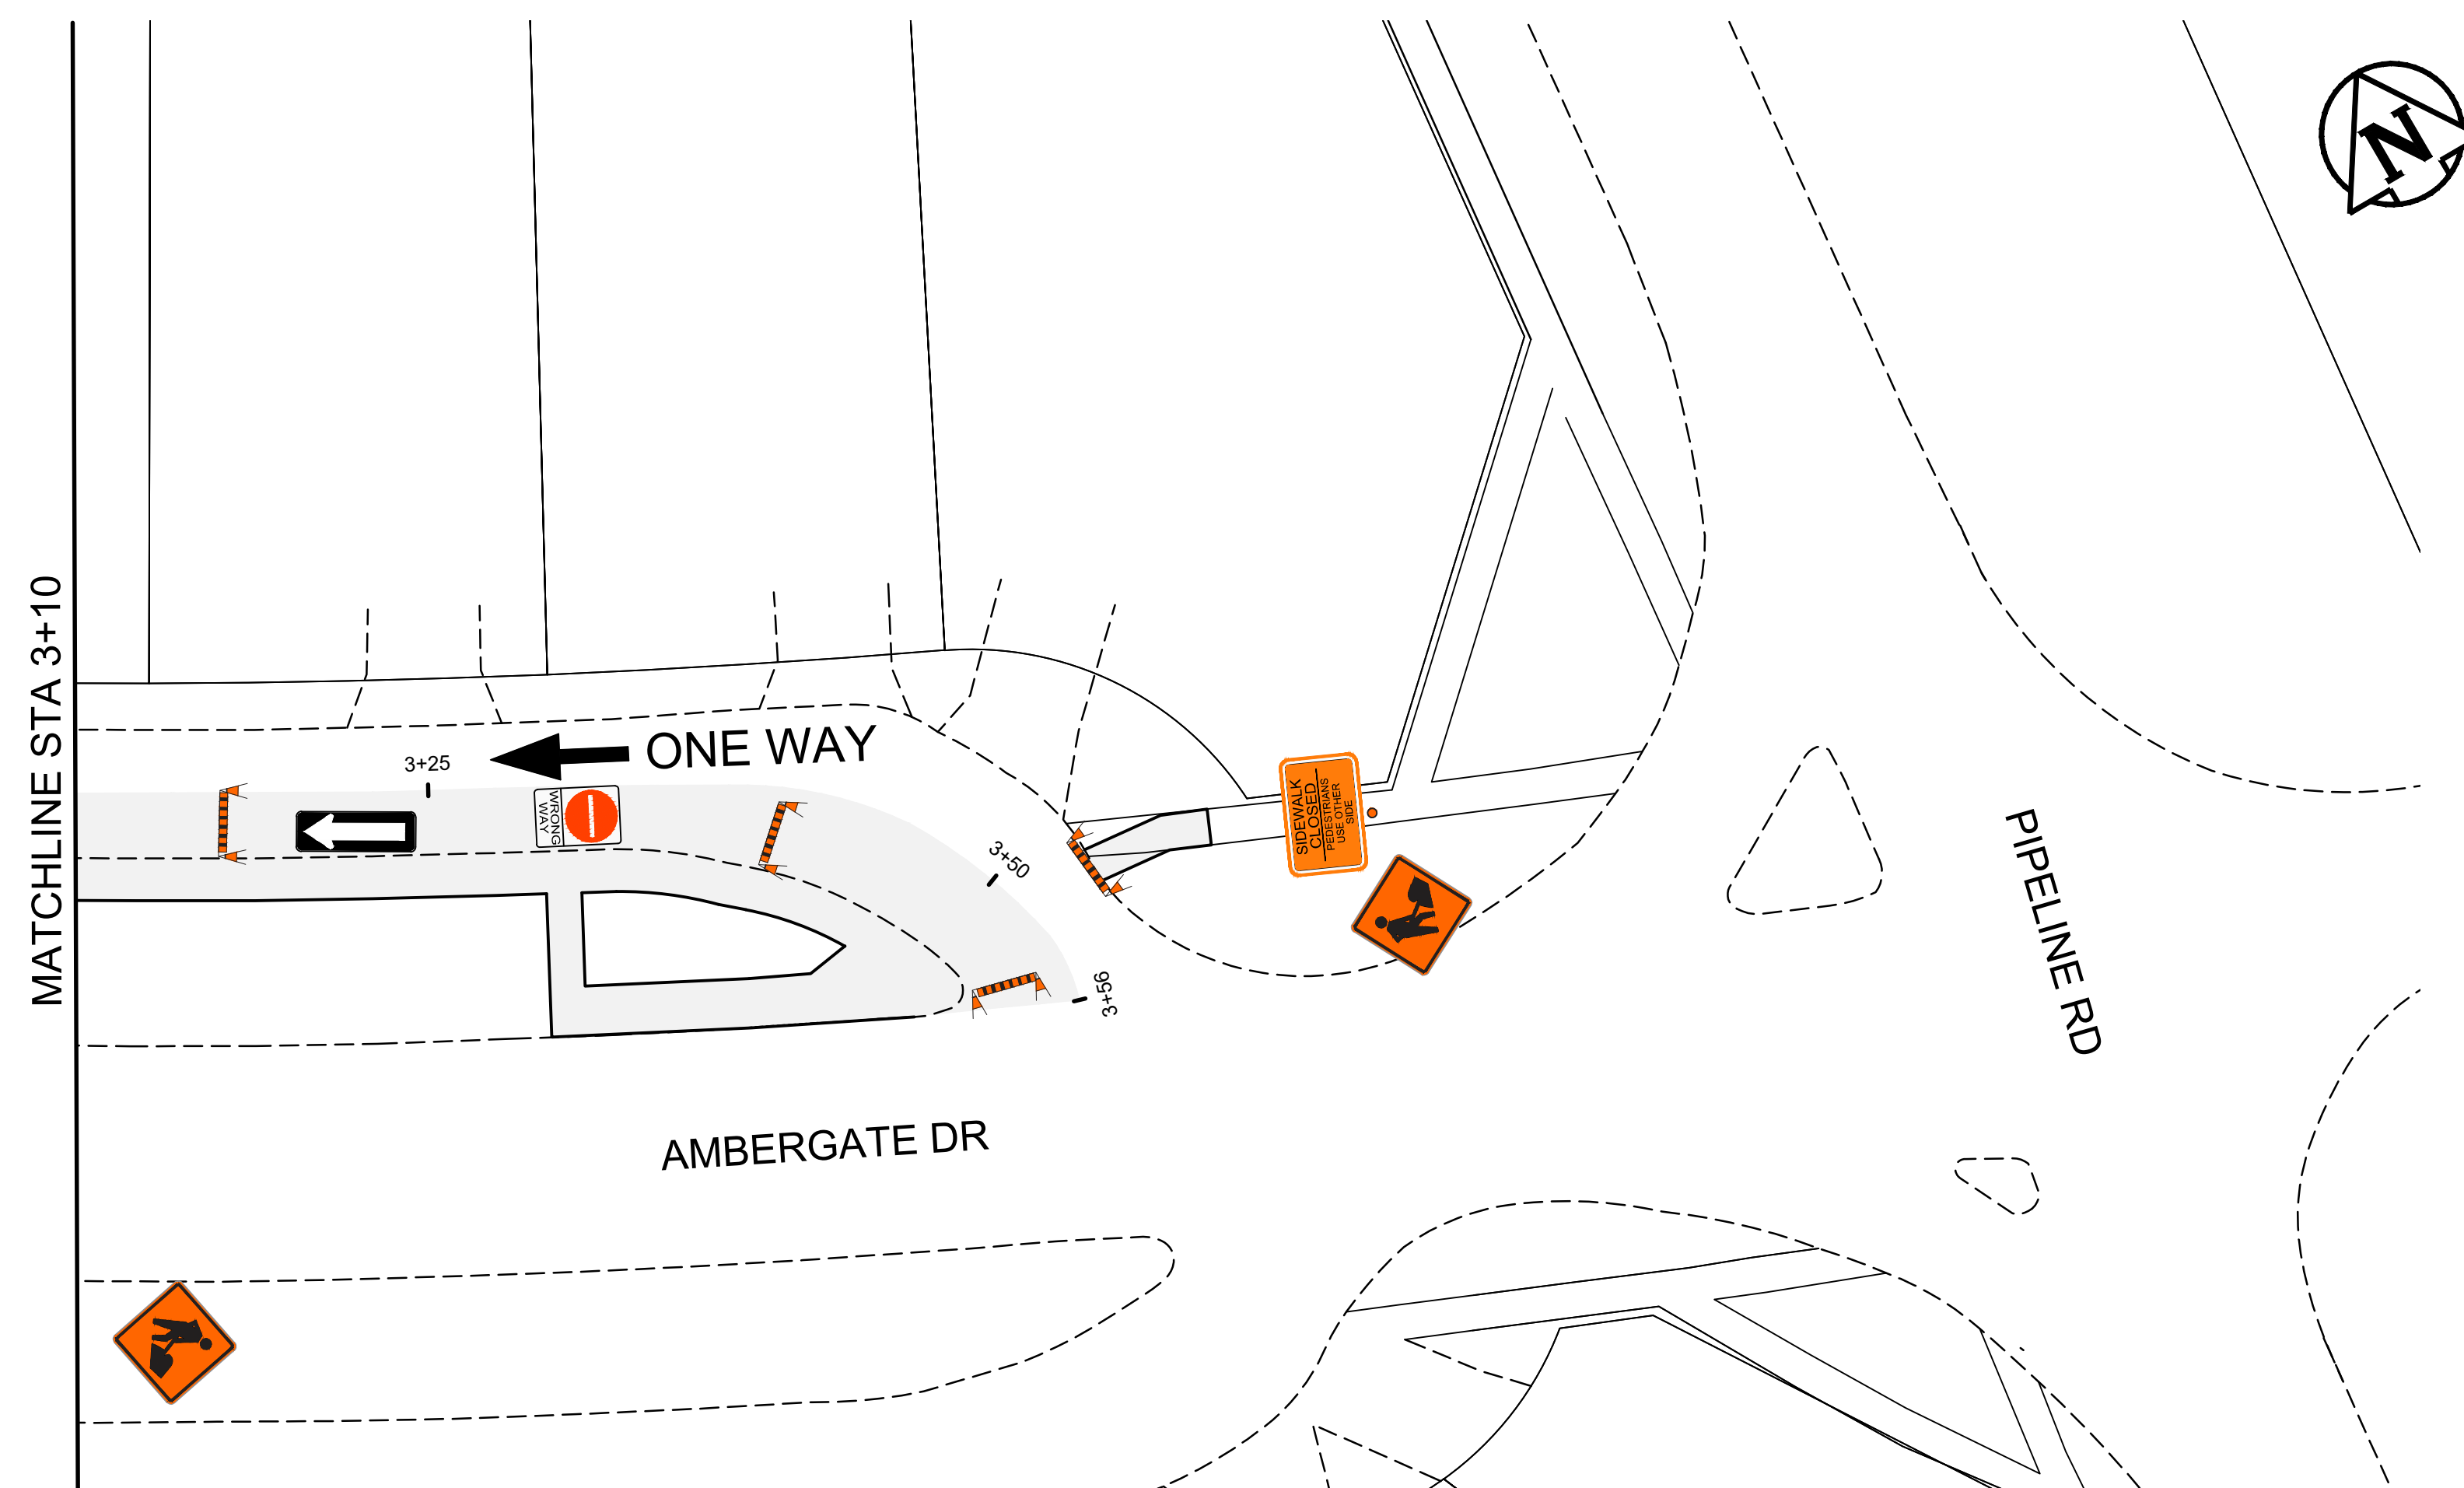 N
MATCHLINE STA 3+10
3+25
ONE WAY
WRONG
WAY
3+50
SIDEWALK
CLOSED
PEDESTRIANS
USE OTHER
SIDE
PIPELINE RD
3+56
AMBERGATE DR